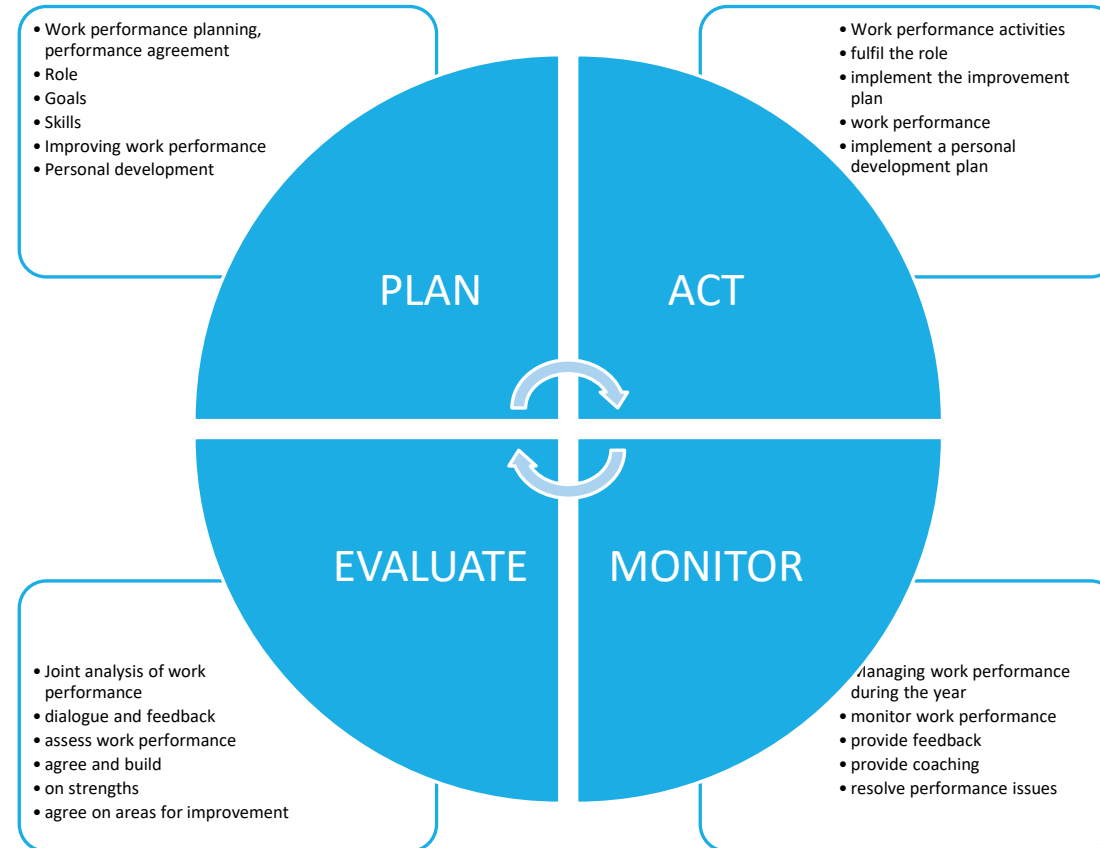 • Work performance planning,
performance agreement
• Role
• Goals
• Skills
• Improving work performance
• Personal development
• Work performance activities
• fulfil the role
• implement the improvement
plan
• work performance
• implement a personal
development plan
PLAN
ACT
EVALUATE
MONITOR
• Joint analysis of work
performance
• dialogue and feedback
• assess work performance
• agree and build
• on strengths
• agree on areas for improvement
Managing work performance
during the year
• monitor work performance
• provide feedback
• provide coaching
• resolve performance issues